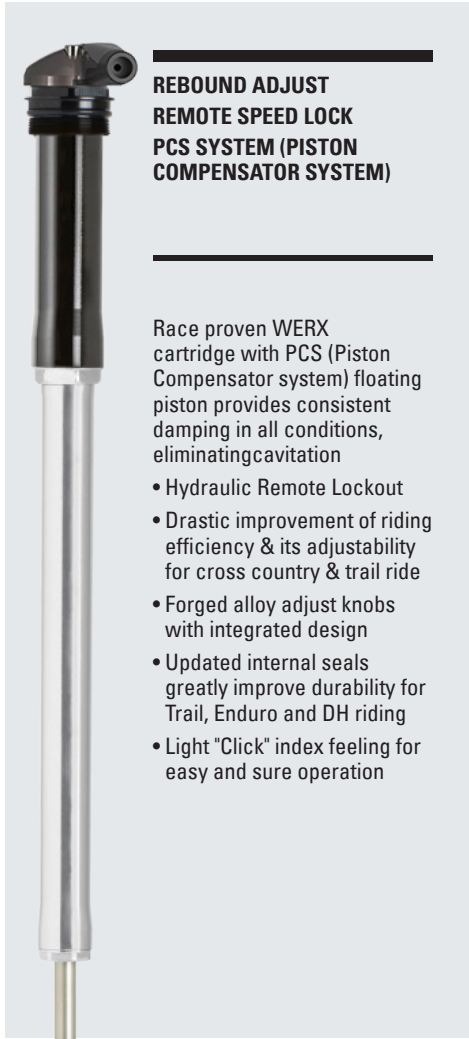 REBOUND ADJUST
REMOTE SPEED LOCK
PCS SYSTEM (PISTON
COMPENSATOR SYSTEM)
Race proven WERX
cartridge with PCS (Piston
Compensator system) floating
piston provides consistent
damping in all conditions,
eliminatingcavitation
• Hydraulic Remote Lockout
• Drastic improvement of riding
efficiency & its adjustability
for cross country & trail ride
• Forged alloy adjust knobs
with integrated design
• Updated internal seals
greatly improve durability for
Trail, Enduro and DH riding
• Light "Click" index feeling for
easy and sure operation